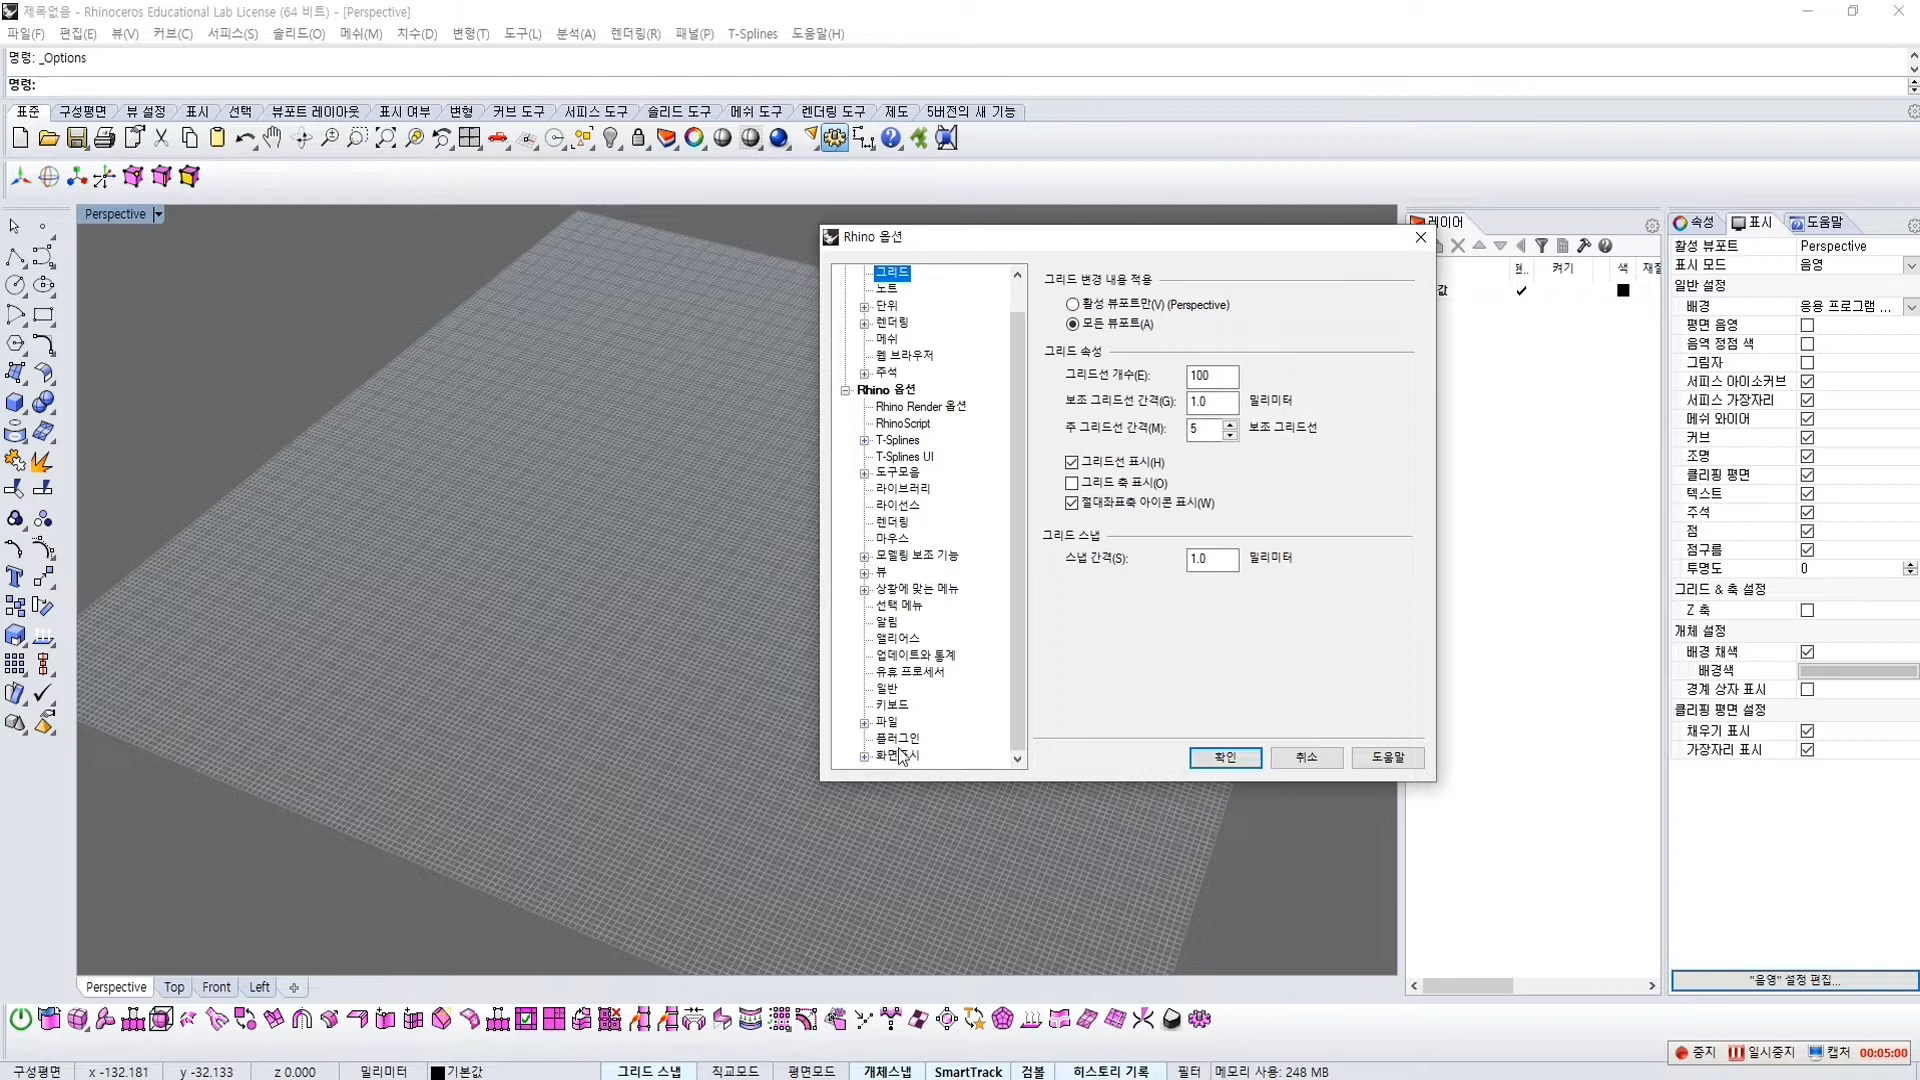 제목없음 - Rhinoceros Educational Lab License (64 비트) - [Perspective]
파일(F) 편집(E) 뷰(V) 커브(C) 서피스(S) 솔리드(O) 메쉬(M) 치수(D) 변형(T) 도구(L) 분석(A) 렌더링(R) 패널(P) T-Splines 도움말(H)
명령: _Options
명령:
표준 구성평면 뷰 설정 표시 선택 뷰포트 레이아웃 표시 여부 변형 커브 도구 서피스 도구 솔리드 도구 메쉬 도구 렌더링 도구 제도 5버전의 새 기능
Perspective
Rhino 옵션
그리드
노트
단위
렌더링
메쉬
웹 브라우저
주석
Rhino 옵션
Rhino Render 옵션
RhinoScript
T-Splines
T-Splines UI
도구모음
라이브러리
라이선스
렌더링
마우스
모델링 보조 기능
뷰
상황에 맞는 메뉴
선택 메뉴
알림
앨리어스
업데이트와 통계
유휴 프로세서
일반
키보드
파일
플러그인
그리드 변경 내용 적용
활성 뷰포트만(V) (Perspective)
모든 뷰포트(A)
그리드 속성
그리드선 개수(E): 100
보조 그리드선 간격(G): 1.0 밀리미터
주 그리드선 간격(M): 5 보조 그리드선
그리드선 표시(H)
그리드 축 표시(O)
절대좌표축 아이콘 표시(W)
그리드 스냅
스냅 간격(S): 1.0 밀리미터
확인 취소 도움말
레이어
켜기 색
값
속성 표시 도움말
활성 뷰포트 Perspective
표시 모드 음영
일반 설정
배경 응용 프로그램 ...
평면 음영
음역 정점 색
그림자
서피스 아이소커브
서피스 가장자리
메쉬 와이어
커브
조명
클리핑 평면
텍스트
주석
점
점구름
투명도 0
그리드 & 축 설정
Z 축
개체 설정
배경 채색
배경색
경계 상자 표시
클리핑 평면 설정
채우기 표시
가장자리 표시
"음영" 설정 편집...
Perspective Top Front Left
중지 일시중지 캡처 00:05:00
구성평면 x -132.181 y -32.133 z 0.000 밀리미터 기본값 그리드 스냅 직교모드 평면모드 개체스냅 SmartTrack 검볼 히스토리 기록 필터 메모리 사용: 248 MB